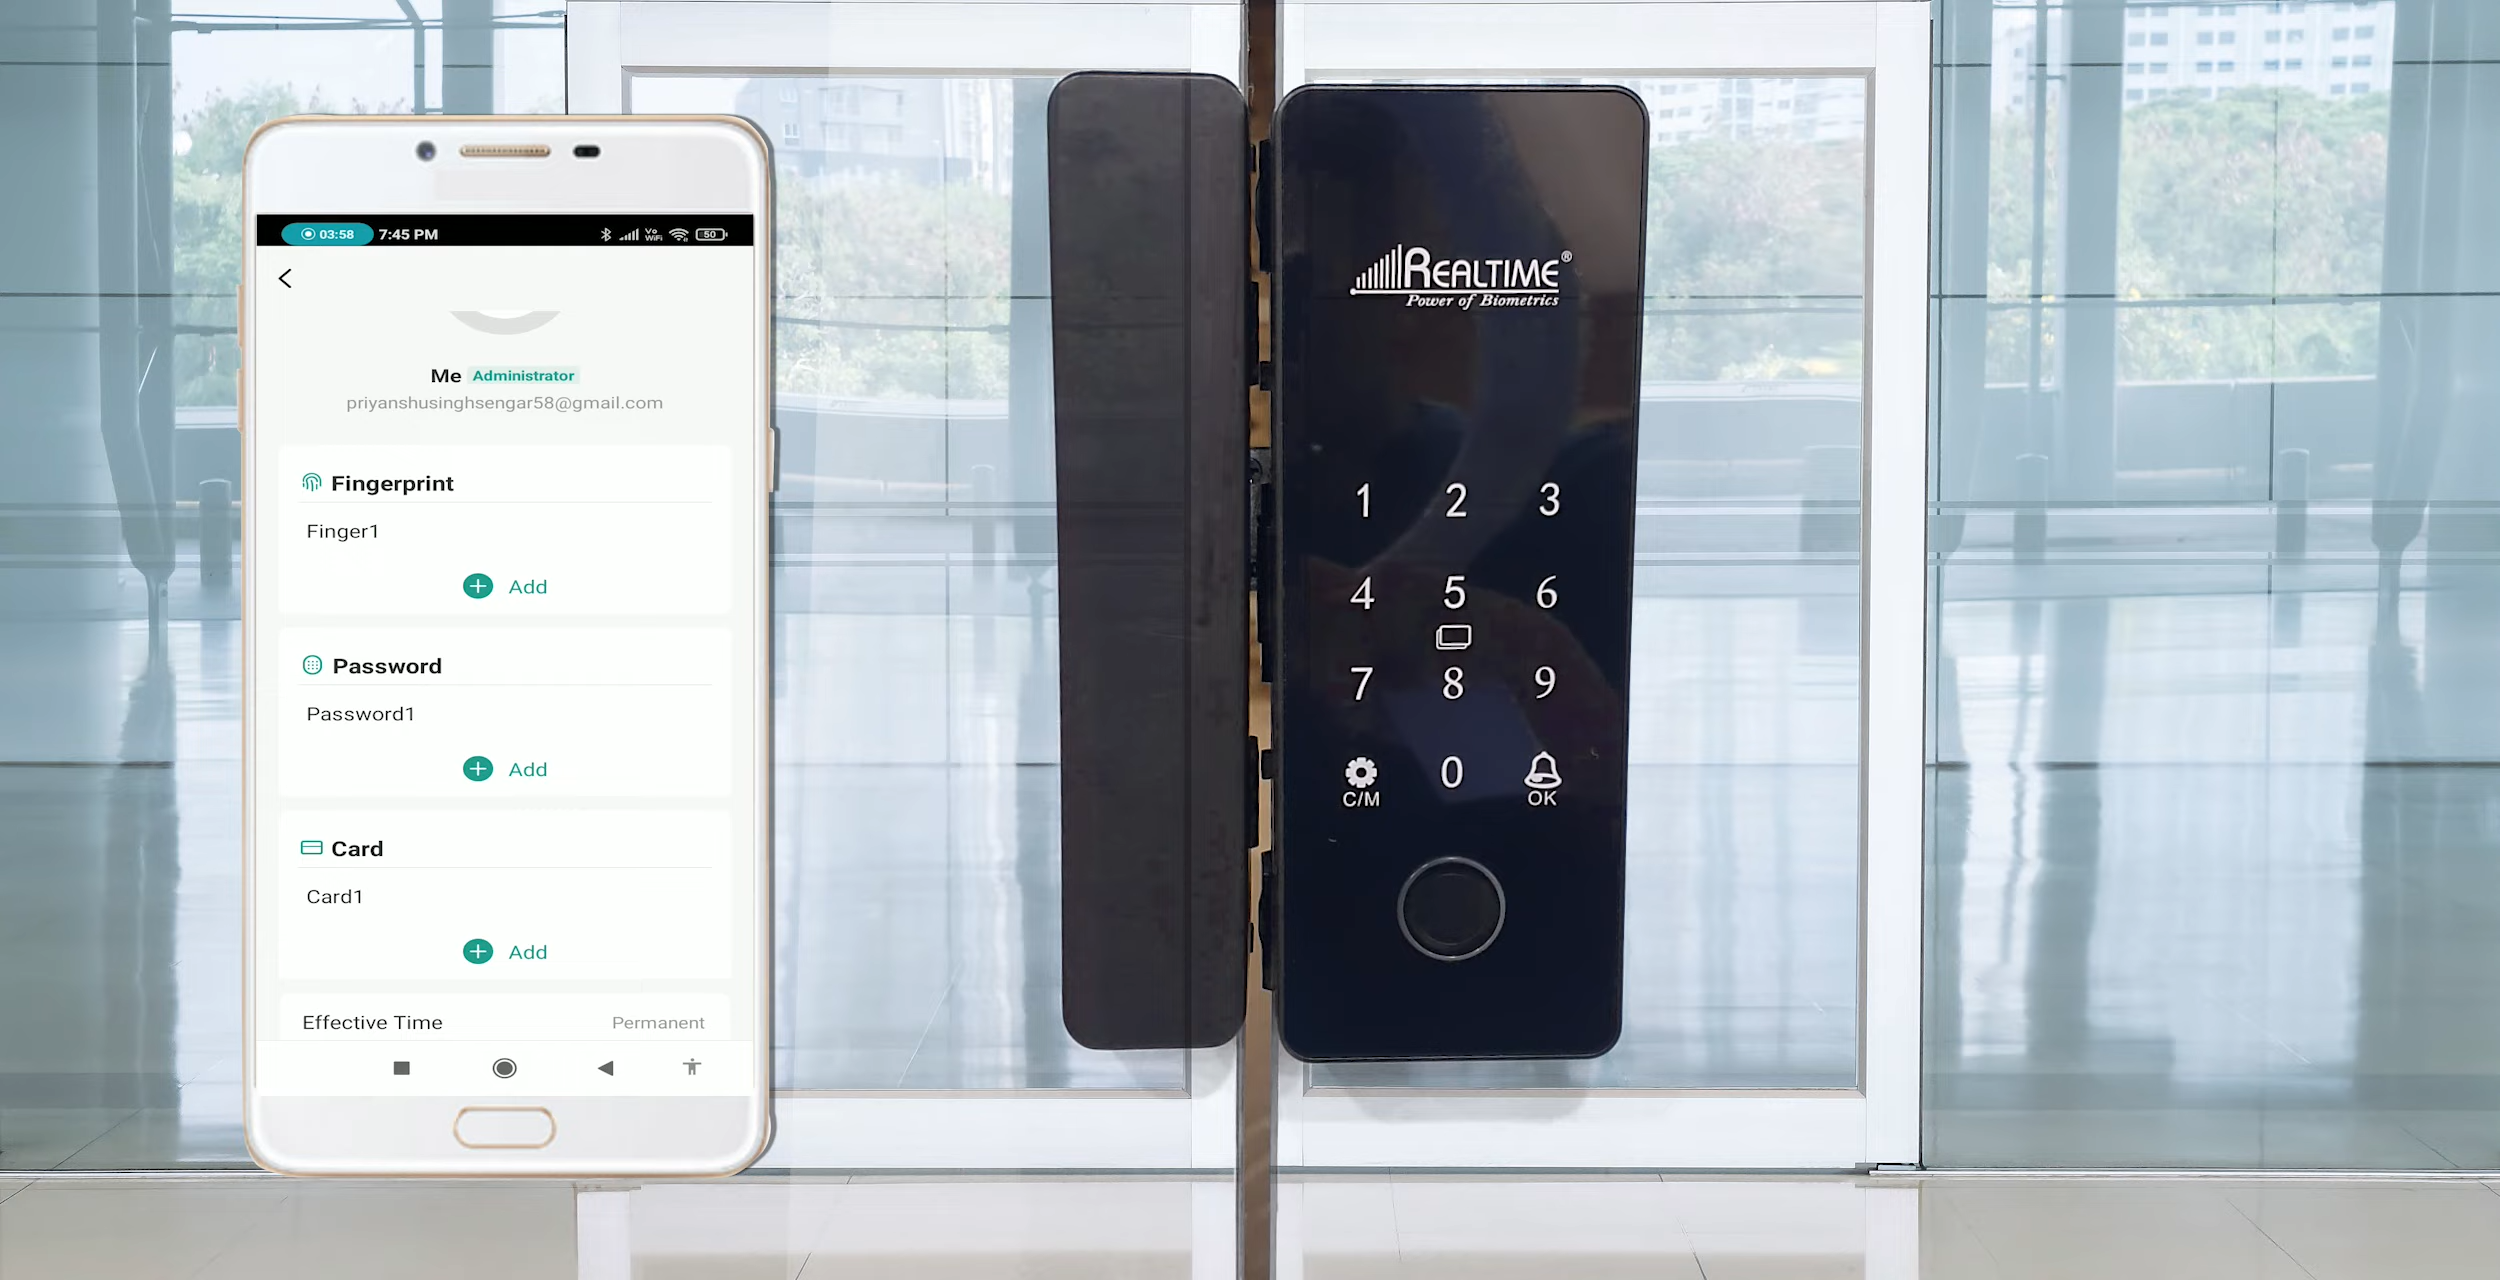 03:58 7:45 PM Vo WiFi 50
Me Administrator
priyanshusinghsengar58@gmail.com
Fingerprint
Finger1
Add
Password
Password1
Add
Card
Card1
Add
Effective Time Permanent
REALTIME®
Power of Biometrics
1 2 3
4 5 6
7 8 9
0
C/M OK